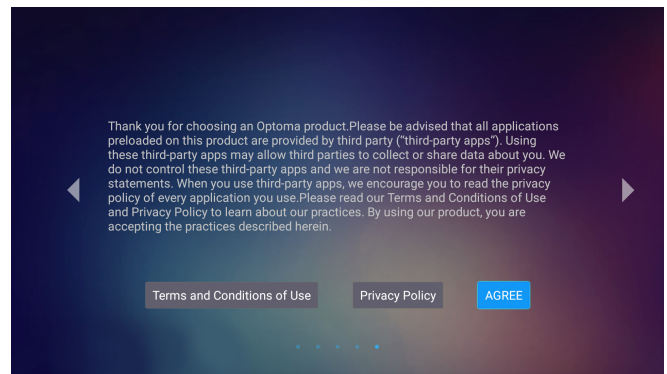 Thank you for choosing an Optoma product.Please be advised that all applications
preloaded on this product are provided by third party ("third-party apps"). Using
these third-party apps may allow third parties to collect or share data about you. We
do not control these third-party apps and we are not responsible for their privacy
statements. When you use third-party apps, we encourage you to read the privacy
policy of every application you use.Please read our Terms and Conditions of Use
and Privacy Policy to learn about our practices. By using our product, you are
accepting the practices described herein.
Terms and Conditions of Use
Privacy Policy
AGREE